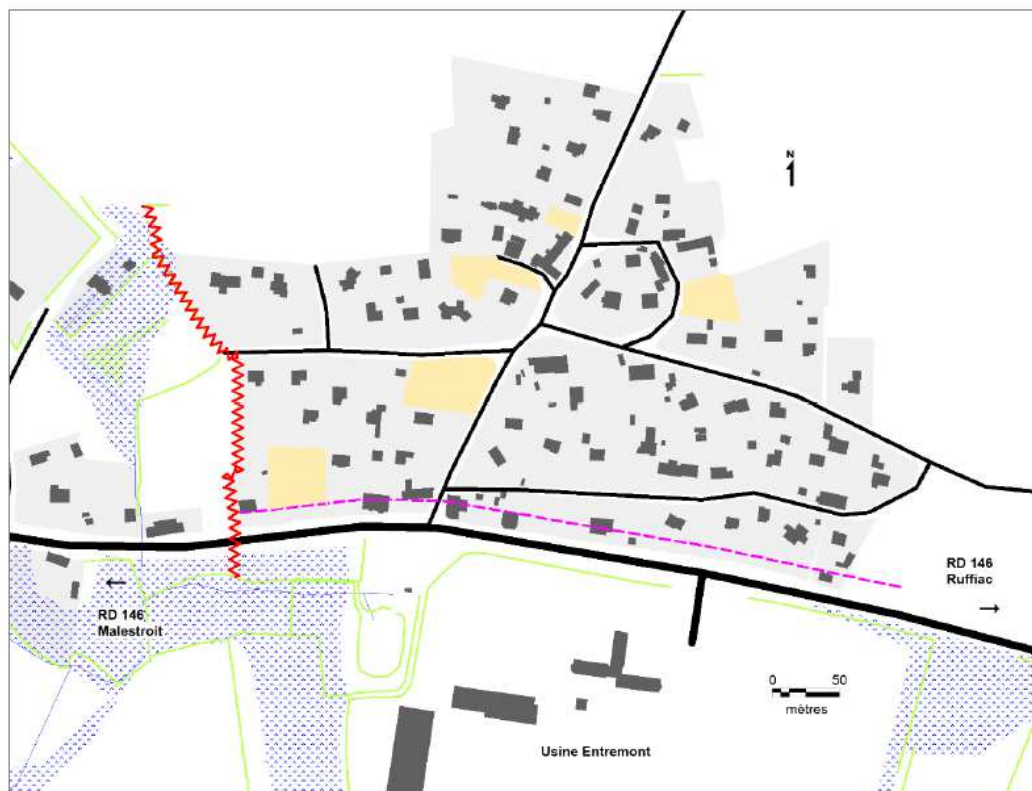 N
RD 146
Ruffiac
→
←
RD 146
Malestroit
0 50
mètres
Usine Entremont